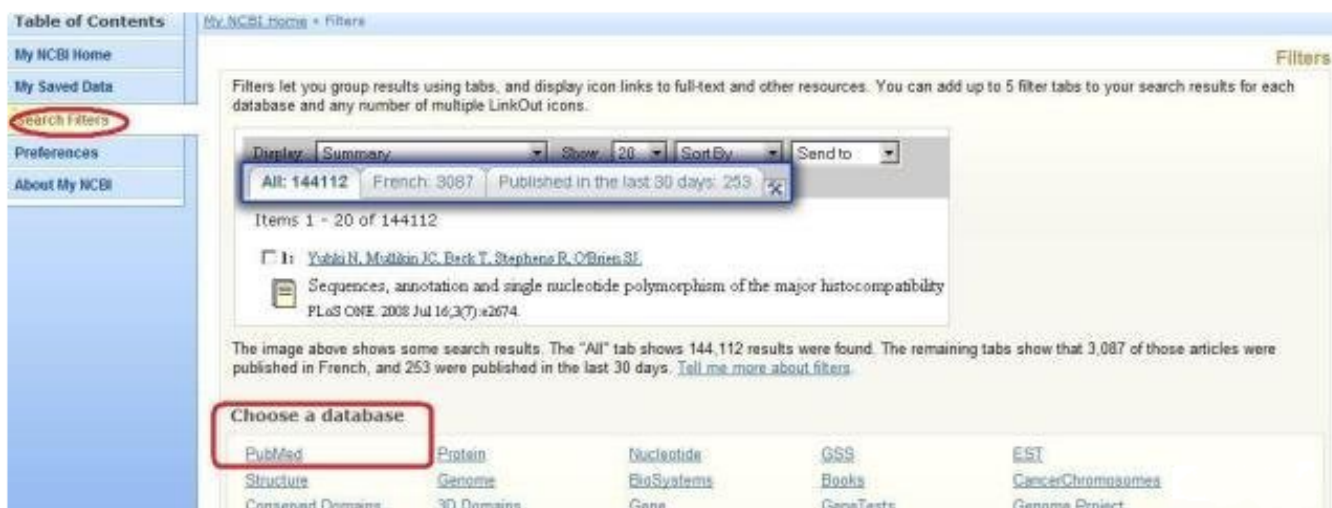 Table of Contents
My NCBI Home
My Saved Data
Search Filters
Preferences
About My NCBI
My NCBI Home » Filters
Filters
Filters let you group results using tabs, and display icon links to full-text and other resources. You can add up to 5 filter tabs to your search results for each
database and any number of multiple LinkOut icons.
Display Summary Show 20 Sort By Send to
All: 144112 French: 3087 Published in the last 30 days: 253
Items 1 - 20 of 144112
1: Yuhki N, Mullikin JC, Beck T, Stephens R, O'Brien SJ.
Sequences, annotation and single nucleotide polymorphism of the major histocompatibility
PLoS ONE. 2008 Jul 16;3(7):e2674.
The image above shows some search results. The "All" tab shows 144,112 results were found. The remaining tabs show that 3,087 of those articles were
published in French, and 253 were published in the last 30 days. Tell me more about filters.
Choose a database
PubMed Protein Nucleotide GSS EST
Structure Genome BioSystems Books CancerChromosomes
Conserved Domains 3D Domains Gene GeneTests Genome Project